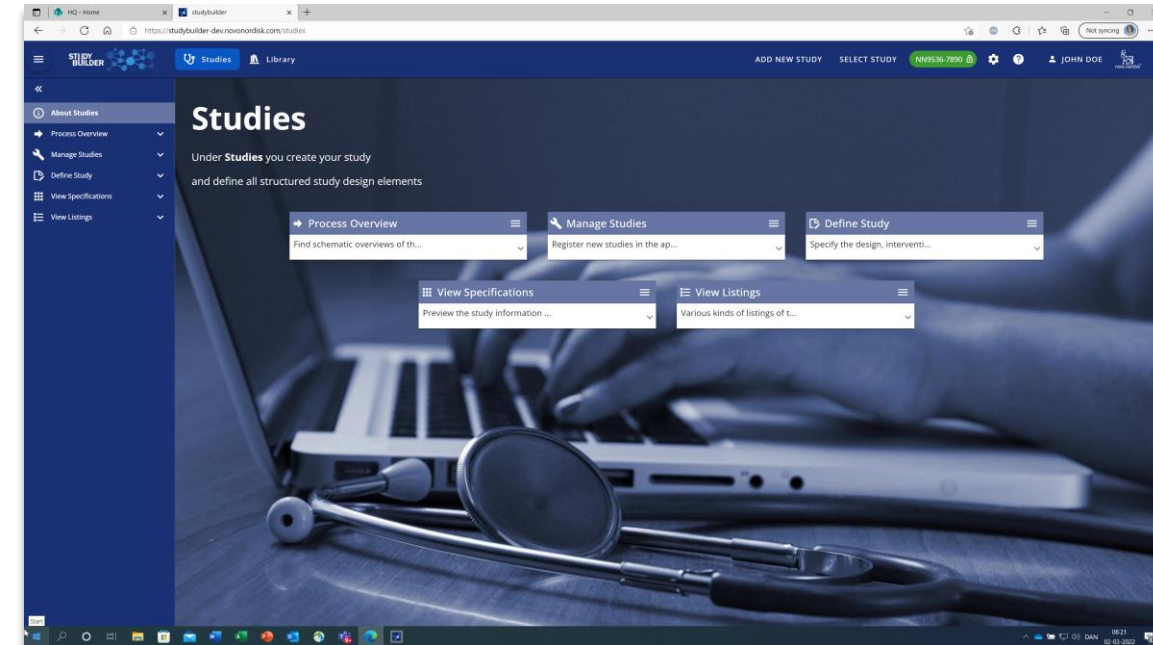 HQ - Home
studybuilder
https://studybuilder-dev.novonordisk.com/studies
Not syncing
STUDY BUILDER
Studies
Library
ADD NEW STUDY
SELECT STUDY
NN9536-7890
JOHN DOE
About Studies
Process Overview
Manage Studies
Define Study
View Specifications
View Listings
Studies
Under Studies you create your study
and define all structured study design elements
Process Overview
Find schematic overviews of th...
Manage Studies
Register new studies in the ap...
Define Study
Specify the design, interventi...
View Specifications
Preview the study information ...
View Listings
Various kinds of listings of t...
Start
DAN
08:21
02-03-2022